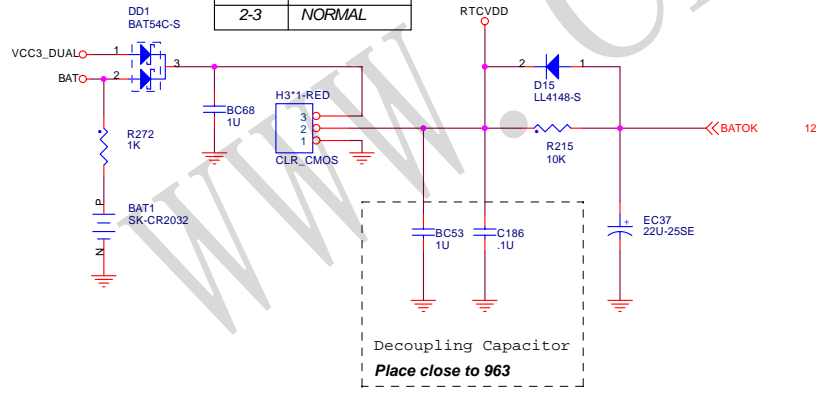 2-3 NORMAL
DD1
BAT54C-S
RTCVDD
VCC3_DUAL
1
BAT
2
3
2
1
D15
LL4148-S
BC68
1U
H3*1-RED
3
2
1
CLR_CMOS
R272
1K
R215
10K
BATOK
12
P
BAT1
SK-CR2032
N
BC53
1U
C186
.1U
+
EC37
22U-25SE
Decoupling Capacitor
Place close to 963
WWW.